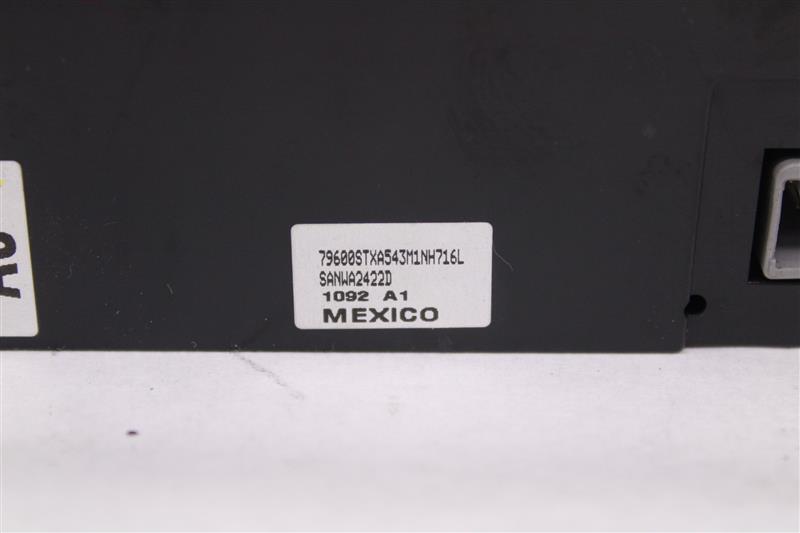 79600STXA543M1NH716L
SANWA2422D
1092 A1
MEXICO